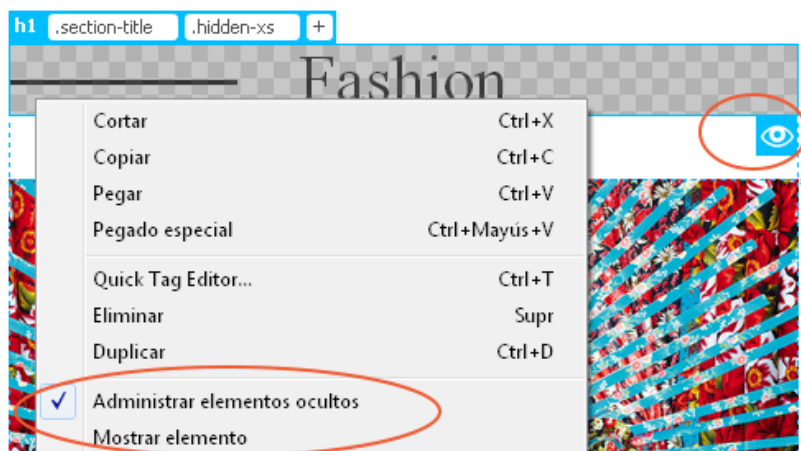 h1 .section-title .hidden-xs +
Fashion
Cortar Ctrl+X
Copiar Ctrl+C
Pegar Ctrl+V
Pegado especial Ctrl+Mayús+V
Quick Tag Editor... Ctrl+T
Eliminar Supr
Duplicar Ctrl+D
Administrar elementos ocultos
Mostrar elemento